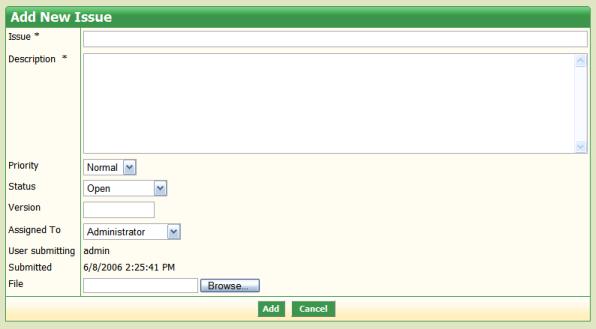 Add New Issue
Issue *
Description *
Priority Normal
Status Open
Version
Assigned To Administrator
User submitting admin
Submitted 6/8/2006 2:25:41 PM
File Browse...
Add Cancel